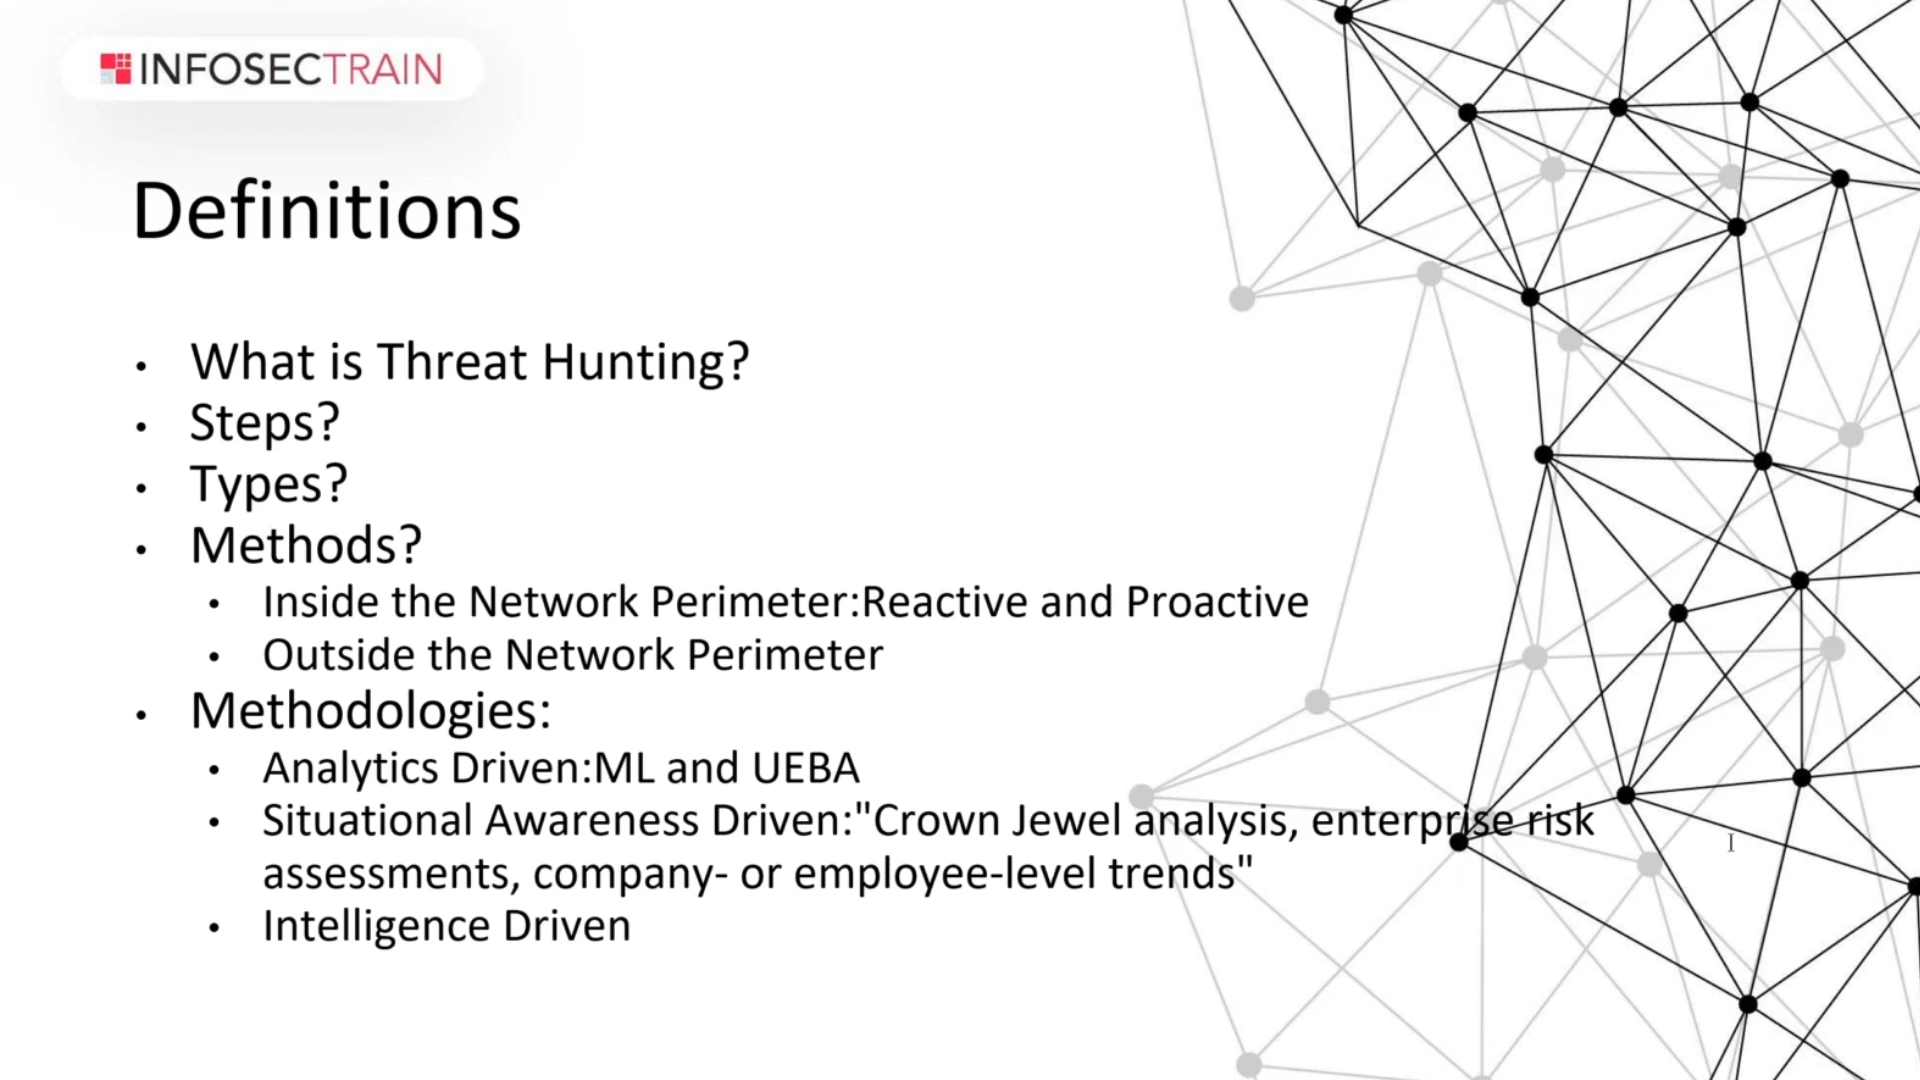 INFOSECTRAIN
Definitions
• What is Threat Hunting?
• Steps?
• Types?
• Methods?
• Inside the Network Perimeter:Reactive and Proactive
• Outside the Network Perimeter
• Methodologies:
• Analytics Driven:ML and UEBA
• Situational Awareness Driven:"Crown Jewel analysis, enterprise risk
assessments, company- or employee-level trends"
• Intelligence Driven